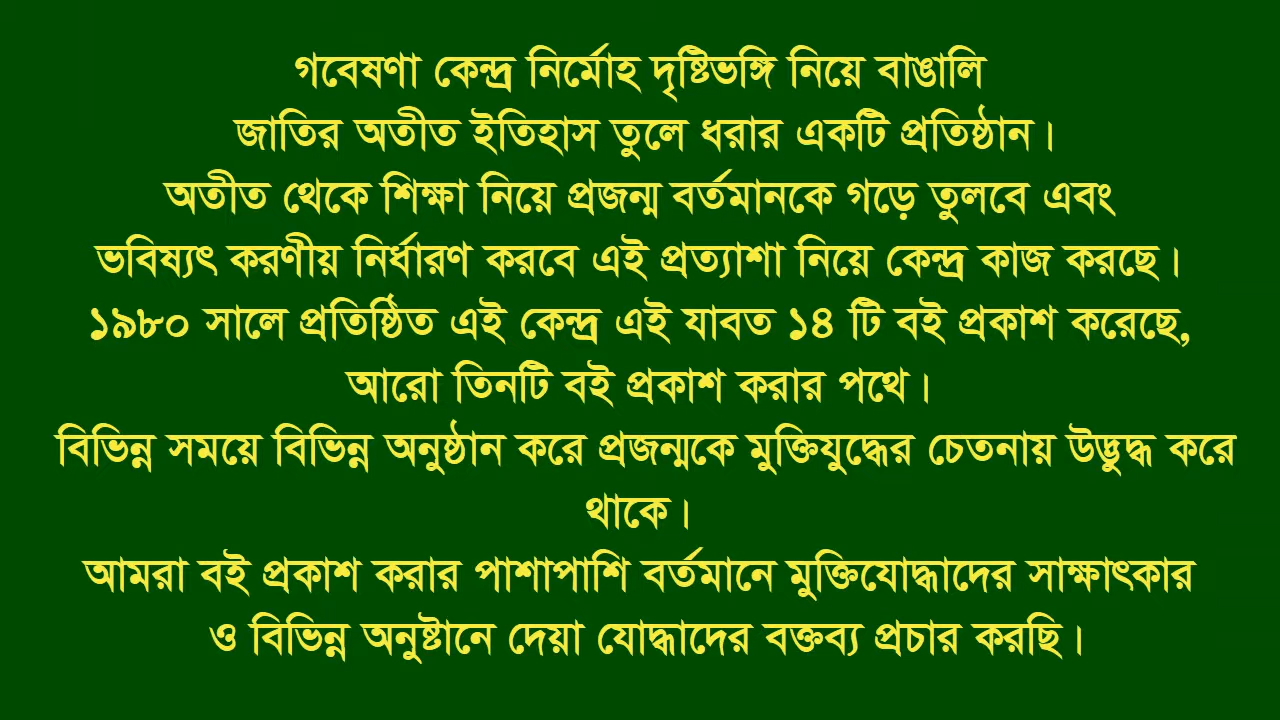 গবেষণা কেন্দ্র নির্মোহ দৃষ্টিভঙ্গি নিয়ে বাঙালি
জাতির অতীত ইতিহাস তুলে ধরার একটি প্রতিষ্ঠান।
অতীত থেকে শিক্ষা নিয়ে প্রজন্ম বর্তমানকে গড়ে তুলবে এবং
ভবিষ্যৎ করণীয় নির্ধারণ করবে এই প্রত্যাশা নিয়ে কেন্দ্র কাজ করছে।
১৯৮০ সালে প্রতিষ্ঠিত এই কেন্দ্র এই যাবত ১৪ টি বই প্রকাশ করেছে,
আরো তিনটি বই প্রকাশ করার পথে।
বিভিন্ন সময়ে বিভিন্ন অনুষ্ঠান করে প্রজন্মকে মুক্তিযুদ্ধের চেতনায় উদ্ভুদ্ধ করে
থাকে।
আমরা বই প্রকাশ করার পাশাপাশি বর্তমানে মুক্তিযোদ্ধাদের সাক্ষাৎকার
ও বিভিন্ন অনুষ্টানে দেয়া যোদ্ধাদের বক্তব্য প্রচার করছি।